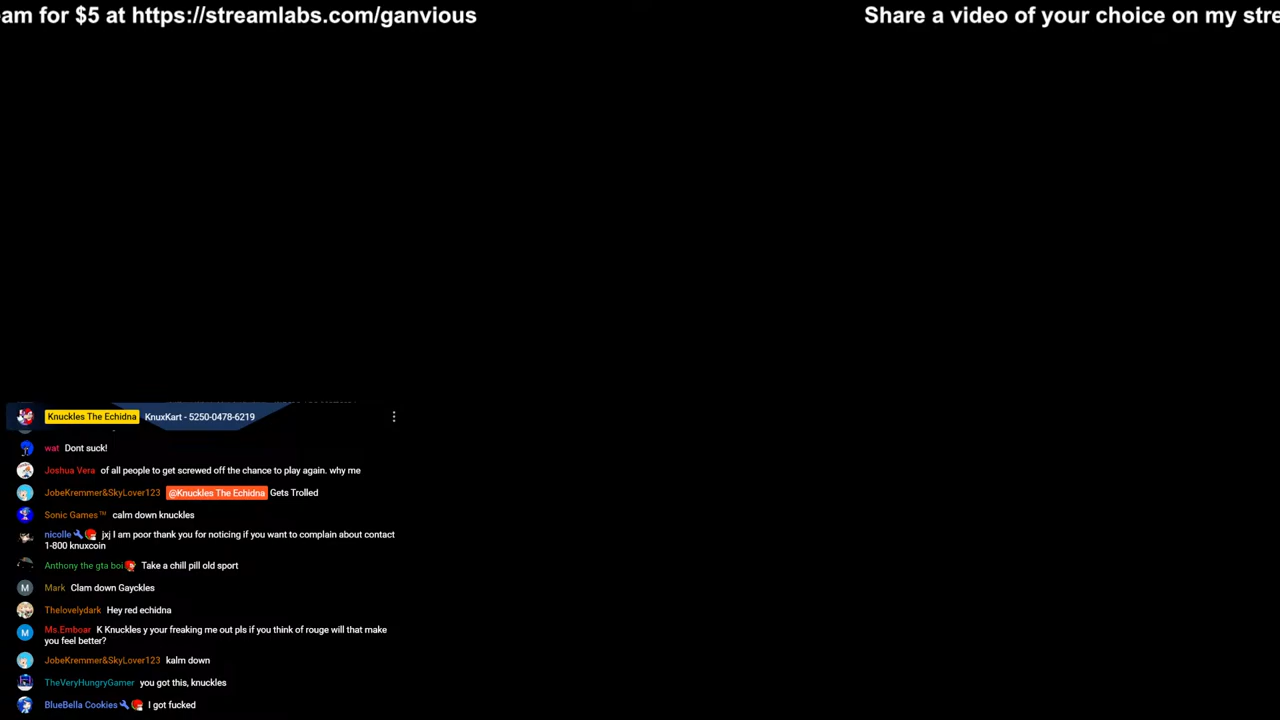 am for $5 at https://streamlabs.com/ganvious
Share a video of your choice on my stre
Knuckles The Echidna KnuxKart - 5250-0478-6219
wat Dont suck!
Joshua Vera of all people to get screwed off the chance to play again. why me
JobeKremmer&SkyLover123 @Knuckles The Echidna Gets Trolled
Sonic Games™ calm down knuckles
nicolle jxj I am poor thank you for noticing if you want to complain about contact
1-800 knuxcoin
Anthony the gta boi Take a chill pill old sport
M Mark Clam down Gayckles
Thelovelydark Hey red echidna
M Ms.Emboar K Knuckles y your freaking me out pls if you think of rouge will that make
you feel better?
JobeKremmer&SkyLover123 kalm down
TheVeryHungryGamer you got this, knuckles
BlueBella Cookies I got fucked